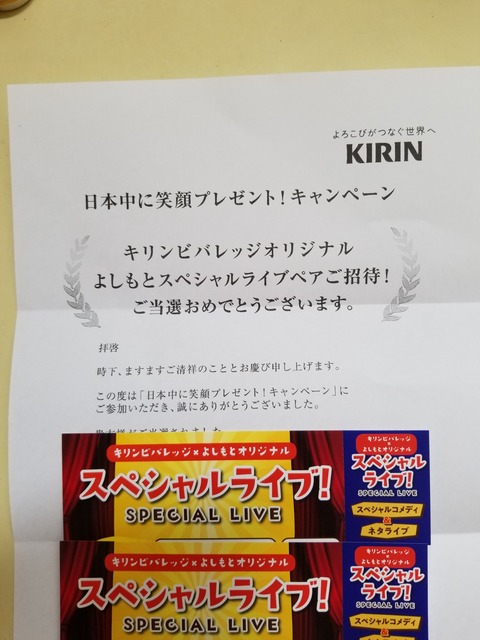 よろこびがつなぐ世界へ
KIRIN
日本中に笑顔プレゼント!キャンペーン
キリンビバレッジオリジナル
よしもとスペシャルライブペアご招待!
ご当選おめでとうございます。
拝啓
時下、ますますご清祥のこととお慶び申し上げます。
この度は「日本中に笑顔プレゼント!キャンペーン」に
ご参加いただき、誠にありがとうございました。
キリンビバレッジ×よしもとオリジナル
スペシャルライブ!
SPECIAL LIVE
キリンビバレッジ
×
よしもとオリジナル
スペシャル
ライブ!
SPECIAL LIVE
スペシャルコメディ
&
ネタライブ
キリンビバレッジ×よしもとオリジナル
スペシャルライブ!
SPECIAL LIVE
キリンビバレッジ
×
よしもとオリジナル
スペシャル
ライブ!
SPECIAL LIVE
スペシャルコメディ
&